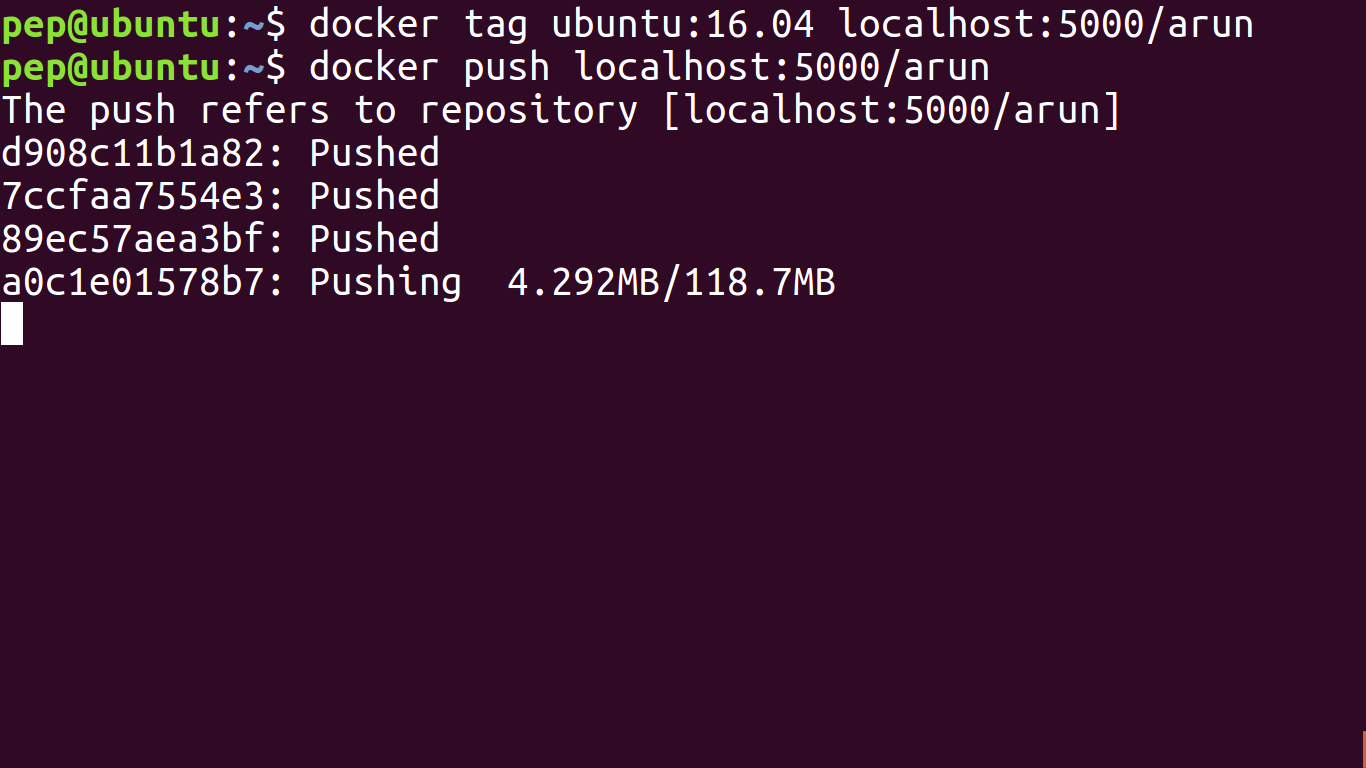 pep@ubuntu:~$ docker tag ubuntu:16.04 localhost:5000/arun
pep@ubuntu:~$ docker push localhost:5000/arun
The push refers to repository [localhost:5000/arun]
d908c11b1a82: Pushed
7ccfaa7554e3: Pushed
89ec57aea3bf: Pushed
a0c1e01578b7: Pushing  4.292MB/118.7MB